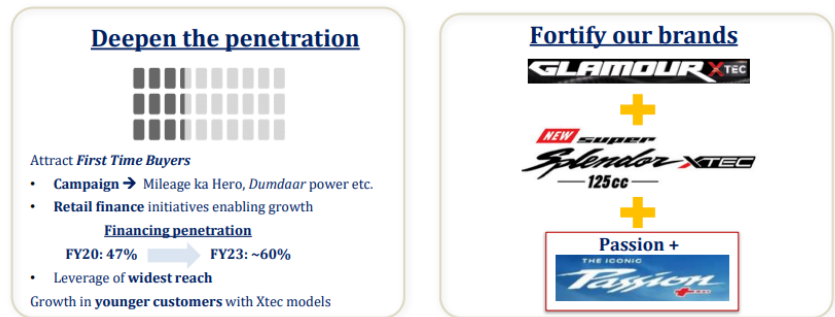 Deepen the penetration
Attract First Time Buyers
• Campaign → Mileage ka Hero, Dumdaar power etc.
• Retail finance initiatives enabling growth
Financing penetration
FY20: 47% FY23: ~60%
• Leverage of widest reach
Growth in younger customers with Xtec models
Fortify our brands
GLAMOUR XTEC
NEW super
Splendor XTEC
125cc
Passion +
THE ICONIC
Passion